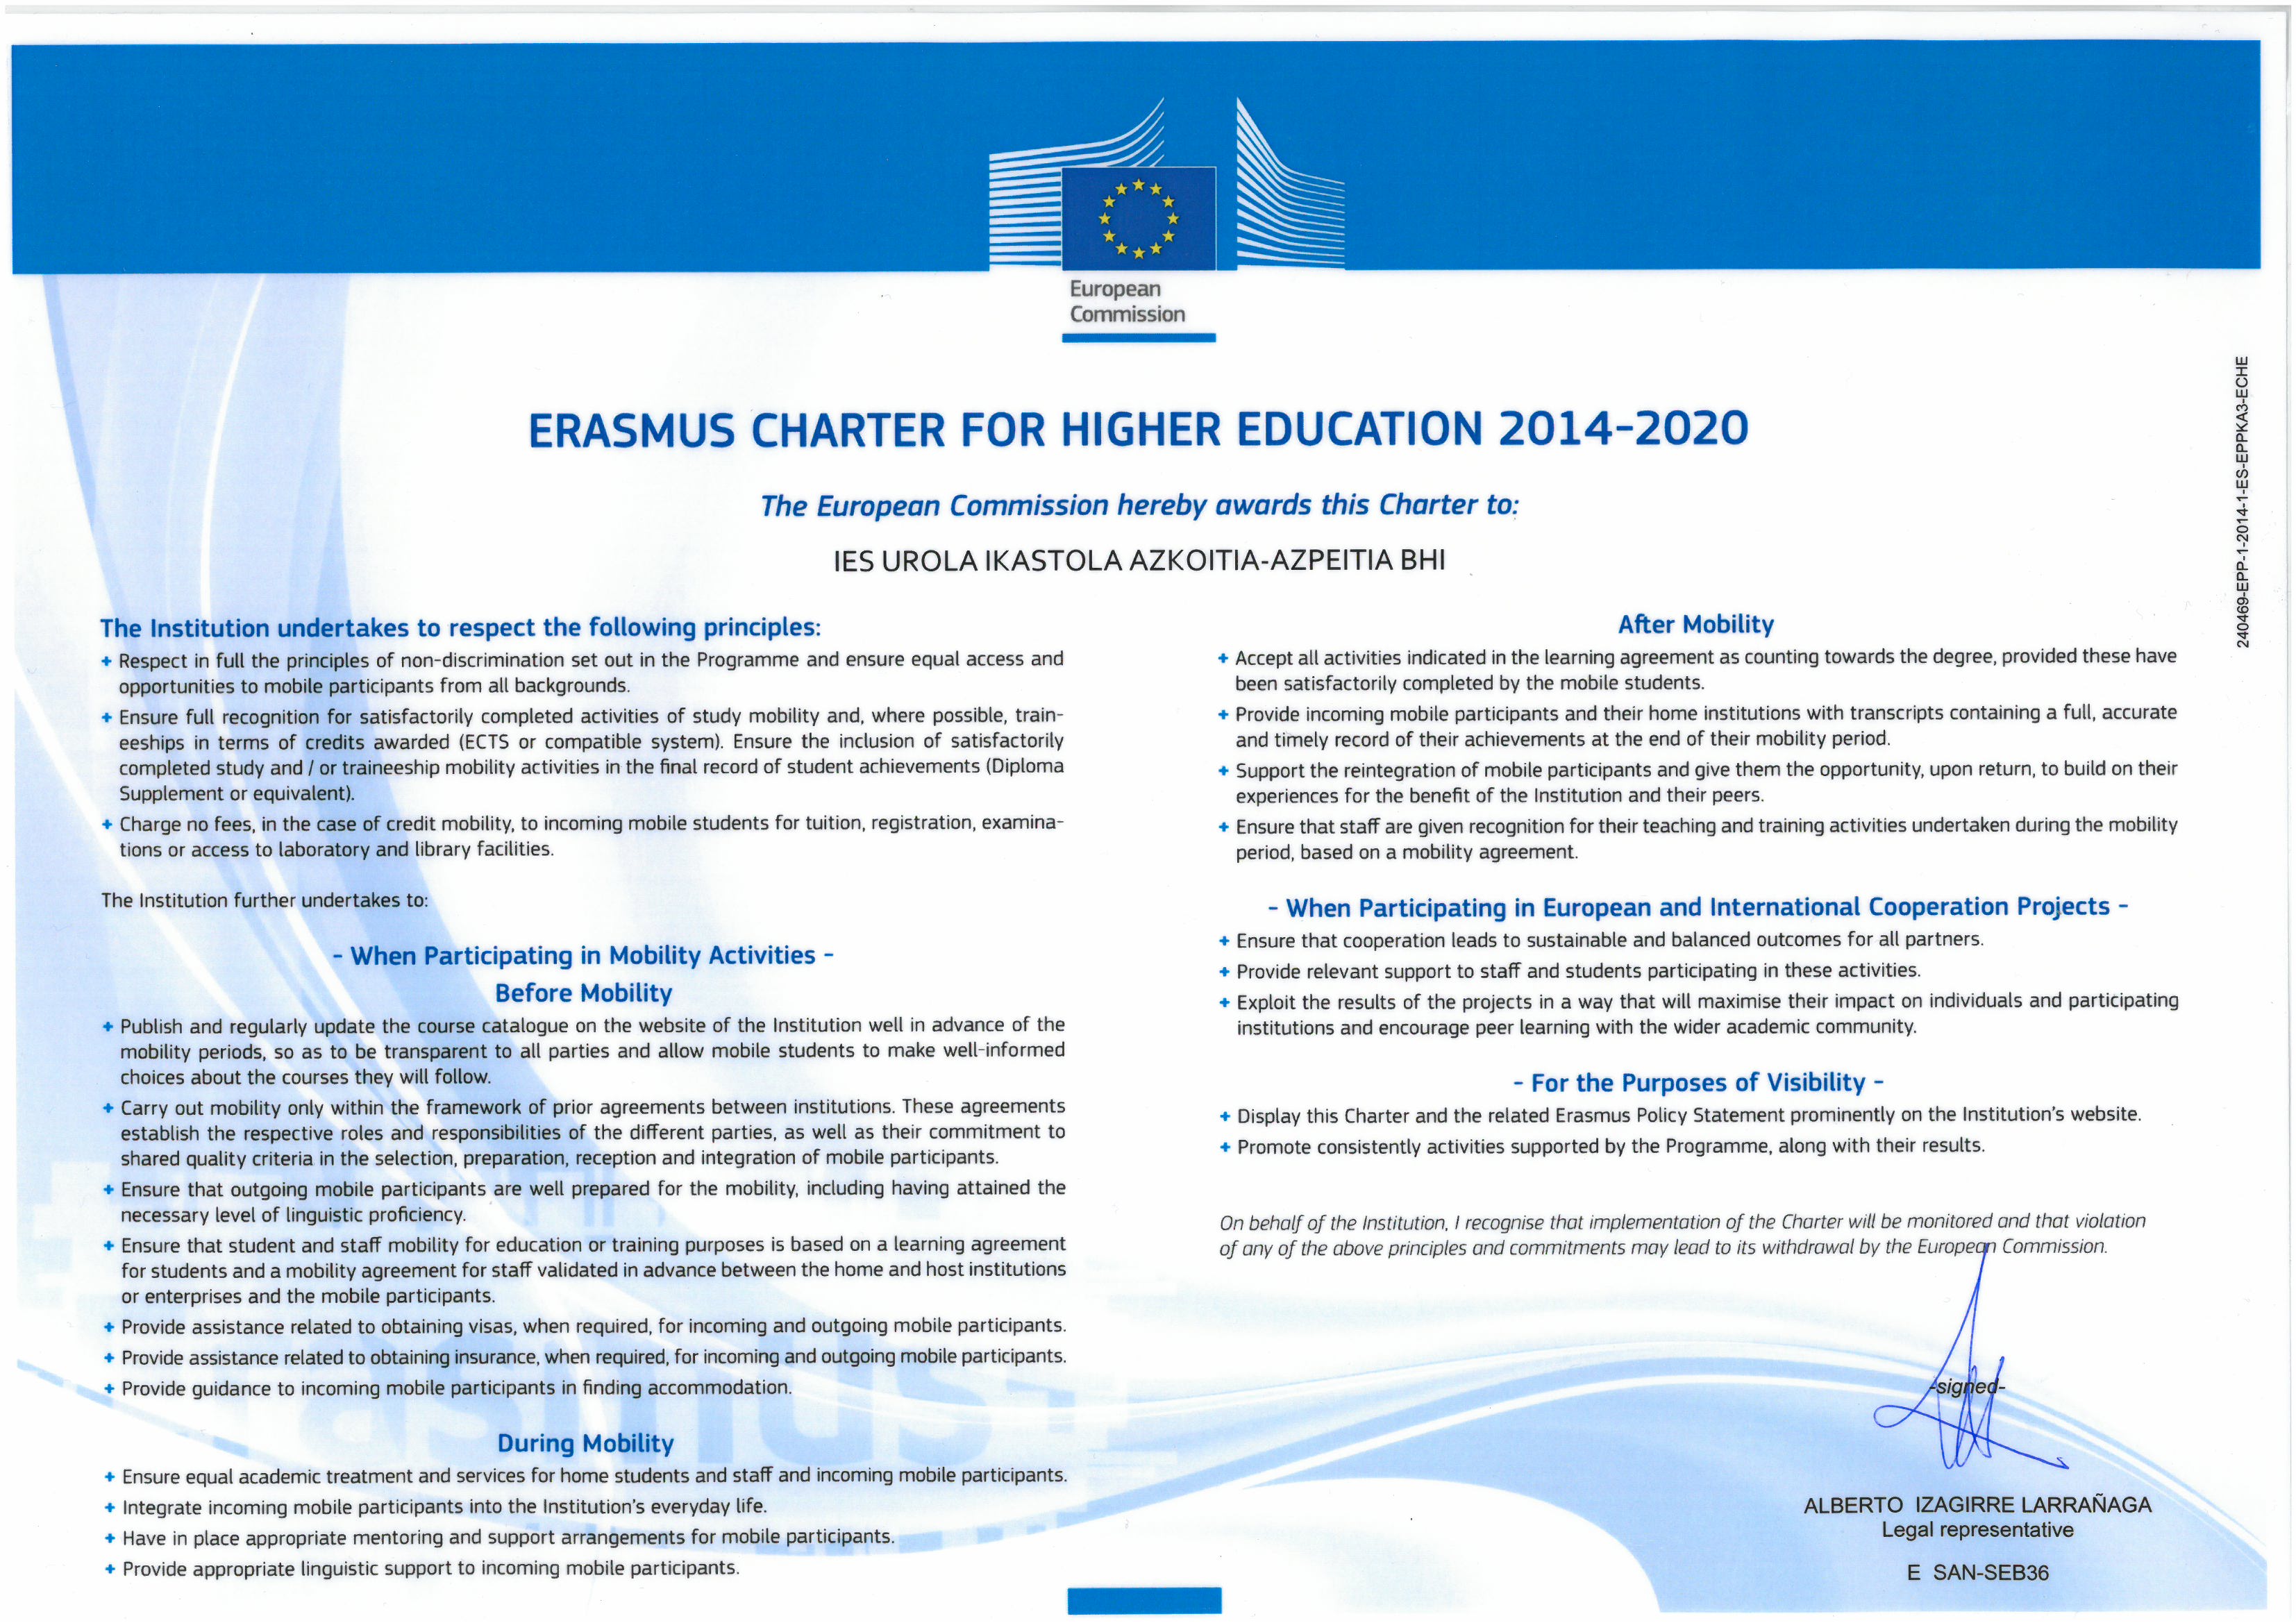 European
Commission
ERASMUS CHARTER FOR HIGHER EDUCATION 2014-2020
The European Commission hereby awards this Charter to:
IES UROLA IKASTOLA AZKOITIA-AZPEITIA BHI
240469-EPP-1-2014-1-ES-EPPKA3-ECHE
The Institution undertakes to respect the following principles:
+ Respect in full the principles of non-discrimination set out in the Programme and ensure equal access and
opportunities to mobile participants from all backgrounds.
+ Ensure full recognition for satisfactorily completed activities of study mobility and, where possible, train-
eeships in terms of credits awarded (ECTS or compatible system). Ensure the inclusion of satisfactorily
completed study and / or traineeship mobility activities in the final record of student achievements (Diploma
Supplement or equivalent).
+ Charge no fees, in the case of credit mobility, to incoming mobile students for tuition, registration, examina-
tions or access to laboratory and library facilities.
The Institution further undertakes to:
- When Participating in Mobility Activities -
Before Mobility
+ Publish and regularly update the course catalogue on the website of the Institution well in advance of the
mobility periods, so as to be transparent to all parties and allow mobile students to make well-informed
choices about the courses they will follow.
+ Carry out mobility only within the framework of prior agreements between institutions. These agreements
establish the respective roles and responsibilities of the different parties, as well as their commitment to
shared quality criteria in the selection, preparation, reception and integration of mobile participants.
+ Ensure that outgoing mobile participants are well prepared for the mobility, including having attained the
necessary level of linguistic proficiency.
+ Ensure that student and staff mobility for education or training purposes is based on a learning agreement
for students and a mobility agreement for staff validated in advance between the home and host institutions
or enterprises and the mobile participants.
+ Provide assistance related to obtaining visas, when required, for incoming and outgoing mobile participants.
+ Provide assistance related to obtaining insurance, when required, for incoming and outgoing mobile participants.
+ Provide guidance to incoming mobile participants in finding accommodation.
During Mobility
+ Ensure equal academic treatment and services for home students and staff and incoming mobile participants.
+ Integrate incoming mobile participants into the Institution's everyday life.
+ Have in place appropriate mentoring and support arrangements for mobile participants.
+ Provide appropriate linguistic support to incoming mobile participants.
After Mobility
+ Accept all activities indicated in the learning agreement as counting towards the degree, provided these have
been satisfactorily completed by the mobile students.
+ Provide incoming mobile participants and their home institutions with transcripts containing a full, accurate
and timely record of their achievements at the end of their mobility period.
+ Support the reintegration of mobile participants and give them the opportunity, upon return, to build on their
experiences for the benefit of the Institution and their peers.
+ Ensure that staff are given recognition for their teaching and training activities undertaken during the mobility
period, based on a mobility agreement.
- When Participating in European and International Cooperation Projects -
+ Ensure that cooperation leads to sustainable and balanced outcomes for all partners.
+ Provide relevant support to staff and students participating in these activities.
+ Exploit the results of the projects in a way that will maximise their impact on individuals and participating
institutions and encourage peer learning with the wider academic community.
- For the Purposes of Visibility -
+ Display this Charter and the related Erasmus Policy Statement prominently on the Institution's website.
+ Promote consistently activities supported by the Programme, along with their results.
On behalf of the Institution, I recognise that implementation of the Charter will be monitored and that violation
of any of the above principles and commitments may lead to its withdrawal by the European Commission.
-signed-
ALBERTO IZAGIRRE LARRAÑAGA
Legal representative
E SAN-SEB36